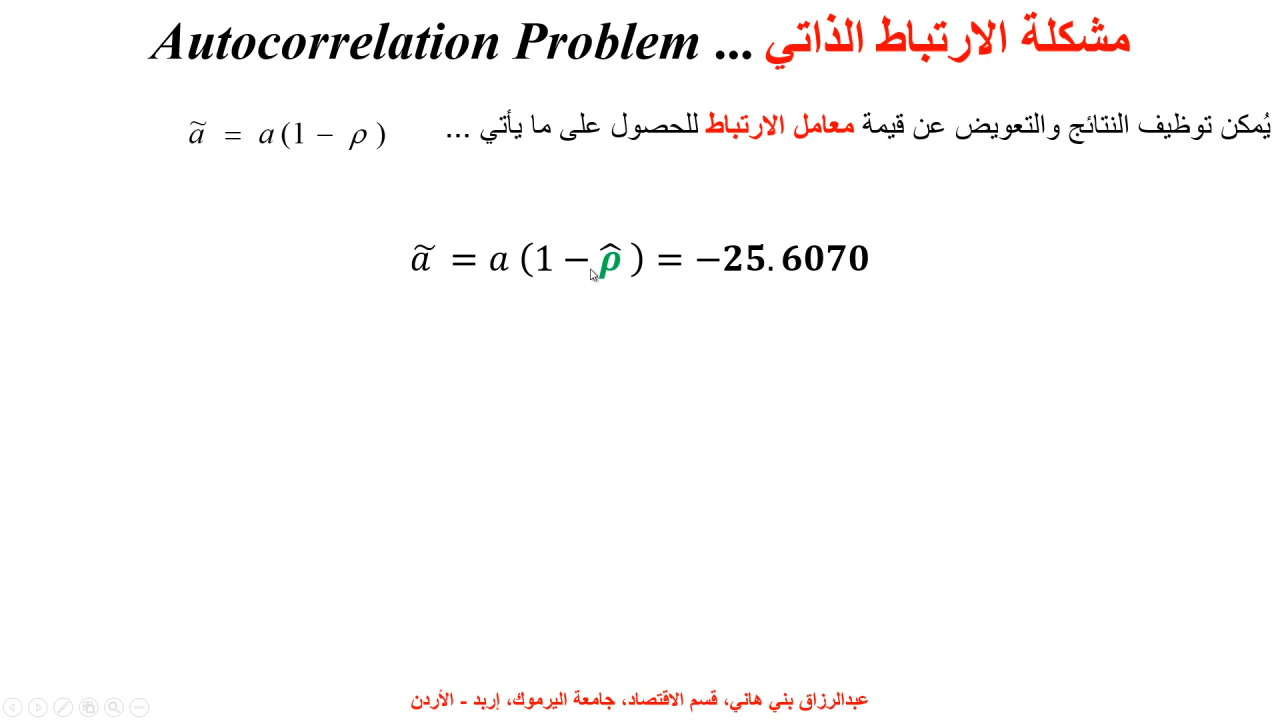 مشكلة الارتباط الذاتي ... Autocorrelation Problem
يُمكن توظيف النتائج والتعويض عن قيمة معامل الارتباط للحصول على ما يأتي ... ã = a (1 − ρ)
ã = a (1 − ρ̂) = −25.6070
عبدالرزاق بني هاني، قسم الاقتصاد، جامعة اليرموك، إربد - الأردن